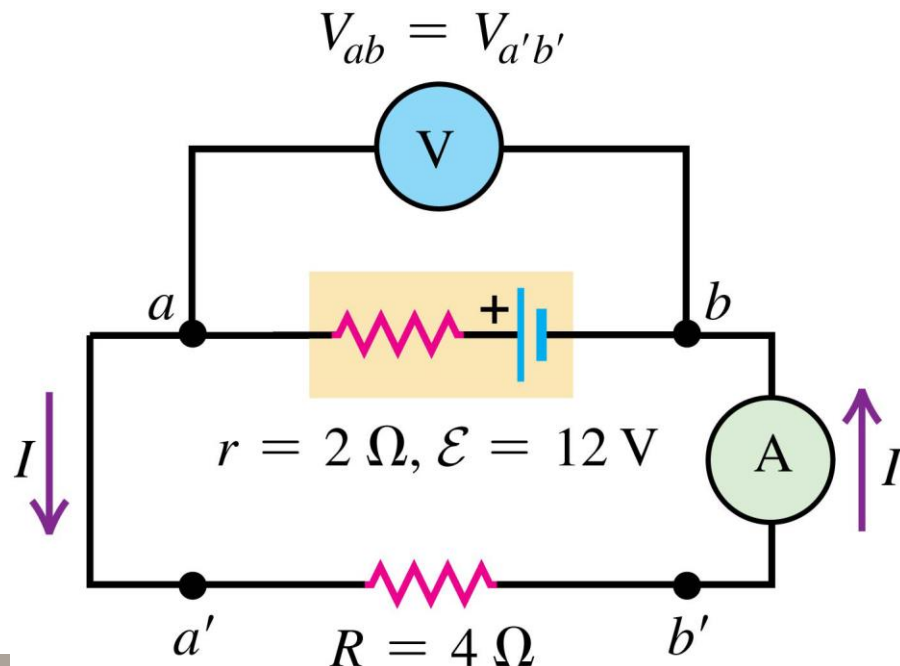 V_ab = V_a′b′
V
a
+
b
r = 2 Ω, ℰ = 12 V
I
A
I
a′
R = 4 Ω
b′